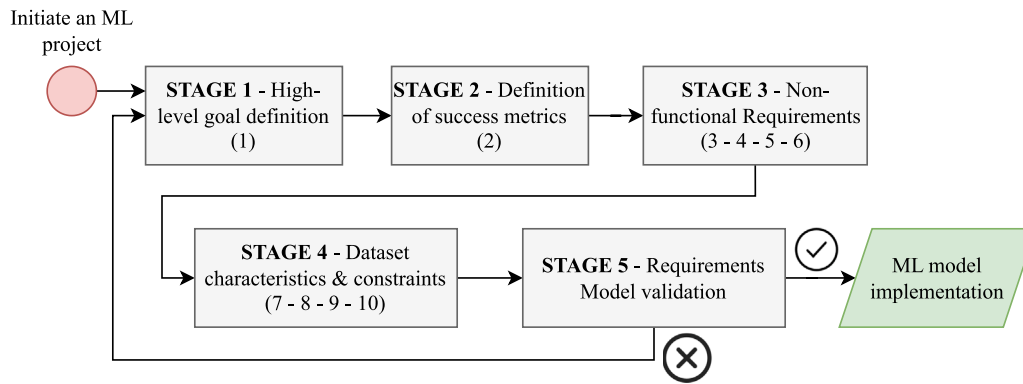 Initiate an ML
project
STAGE 1 - High-
level goal definition
(1)
STAGE 2 - Definition
of success metrics
(2)
STAGE 3 - Non-
functional Requirements
(3 - 4 - 5 - 6)
STAGE 4 - Dataset
characteristics & constraints
(7 - 8 - 9 - 10)
STAGE 5 - Requirements
Model validation
ML model
implementation